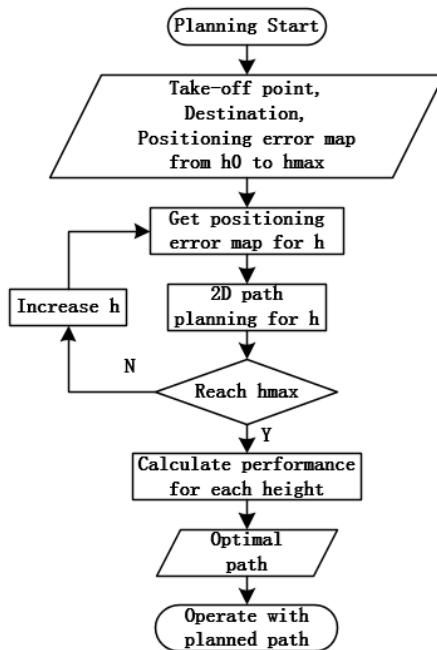 Planning Start
Take-off point,
Destination,
Positioning error map
from h0 to hmax
Get positioning
error map for h
Increase h
2D path
planning for h
N
Reach hmax
Y
Calculate performance
for each height
Optimal
path
Operate with
planned path